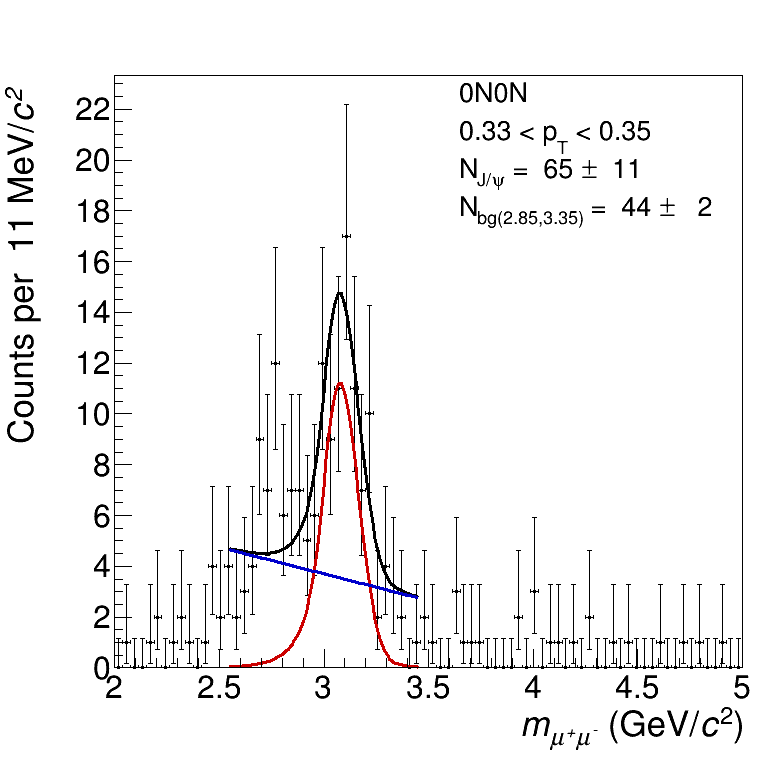 Counts per 11 MeV/c²
22
20
18
16
14
12
10
8
6
4
2
0
0N0N
0.33 < p_T < 0.35
N_J/ψ = 65 ± 11
N_bg(2.85,3.35) = 44 ± 2
2 2.5 3 3.5 4 4.5 5
m_μ⁺μ⁻ (GeV/c²)